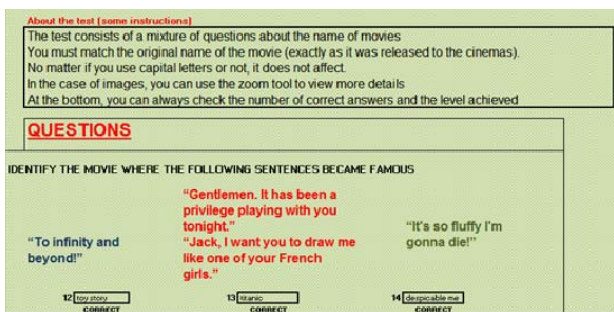 About the test (some instructions)
The test consists of a mixture of questions about the name of movies
You must match the original name of the movie (exactly as it was released to the cinemas).
No matter if you use capital letters or not, it does not affect.
In the case of images, you can use the zoom tool to view more details
At the bottom, you can always check the number of correct answers and the level achieved
QUESTIONS
IDENTIFY THE MOVIE WHERE THE FOLLOWING SENTENCES BECAME FAMOUS
"To infinity and
beyond!"
"Gentlemen. It has been a
privilege playing with you
tonight."
"Jack, I want you to draw me
like one of your French
girls."
"It's so fluffy I'm
gonna die!"
12 toy story
CORRECT
13 titanic
CORRECT
14 despicable me
CORRECT